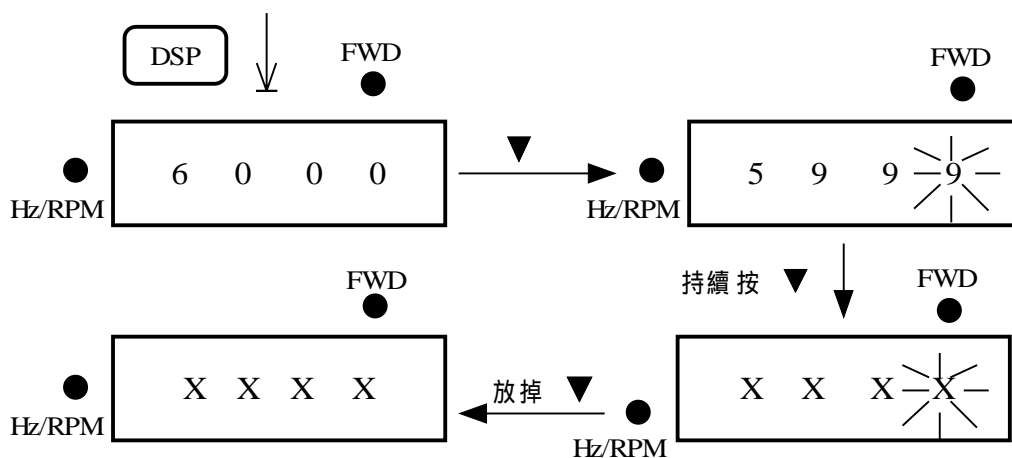 DSP
FWD
FWD
6 0 0 0
▼
5 9 9 9
Hz/RPM
Hz/RPM
持續按 ▼
FWD
FWD
X X X X
放掉 ▼
X X X X
Hz/RPM
Hz/RPM